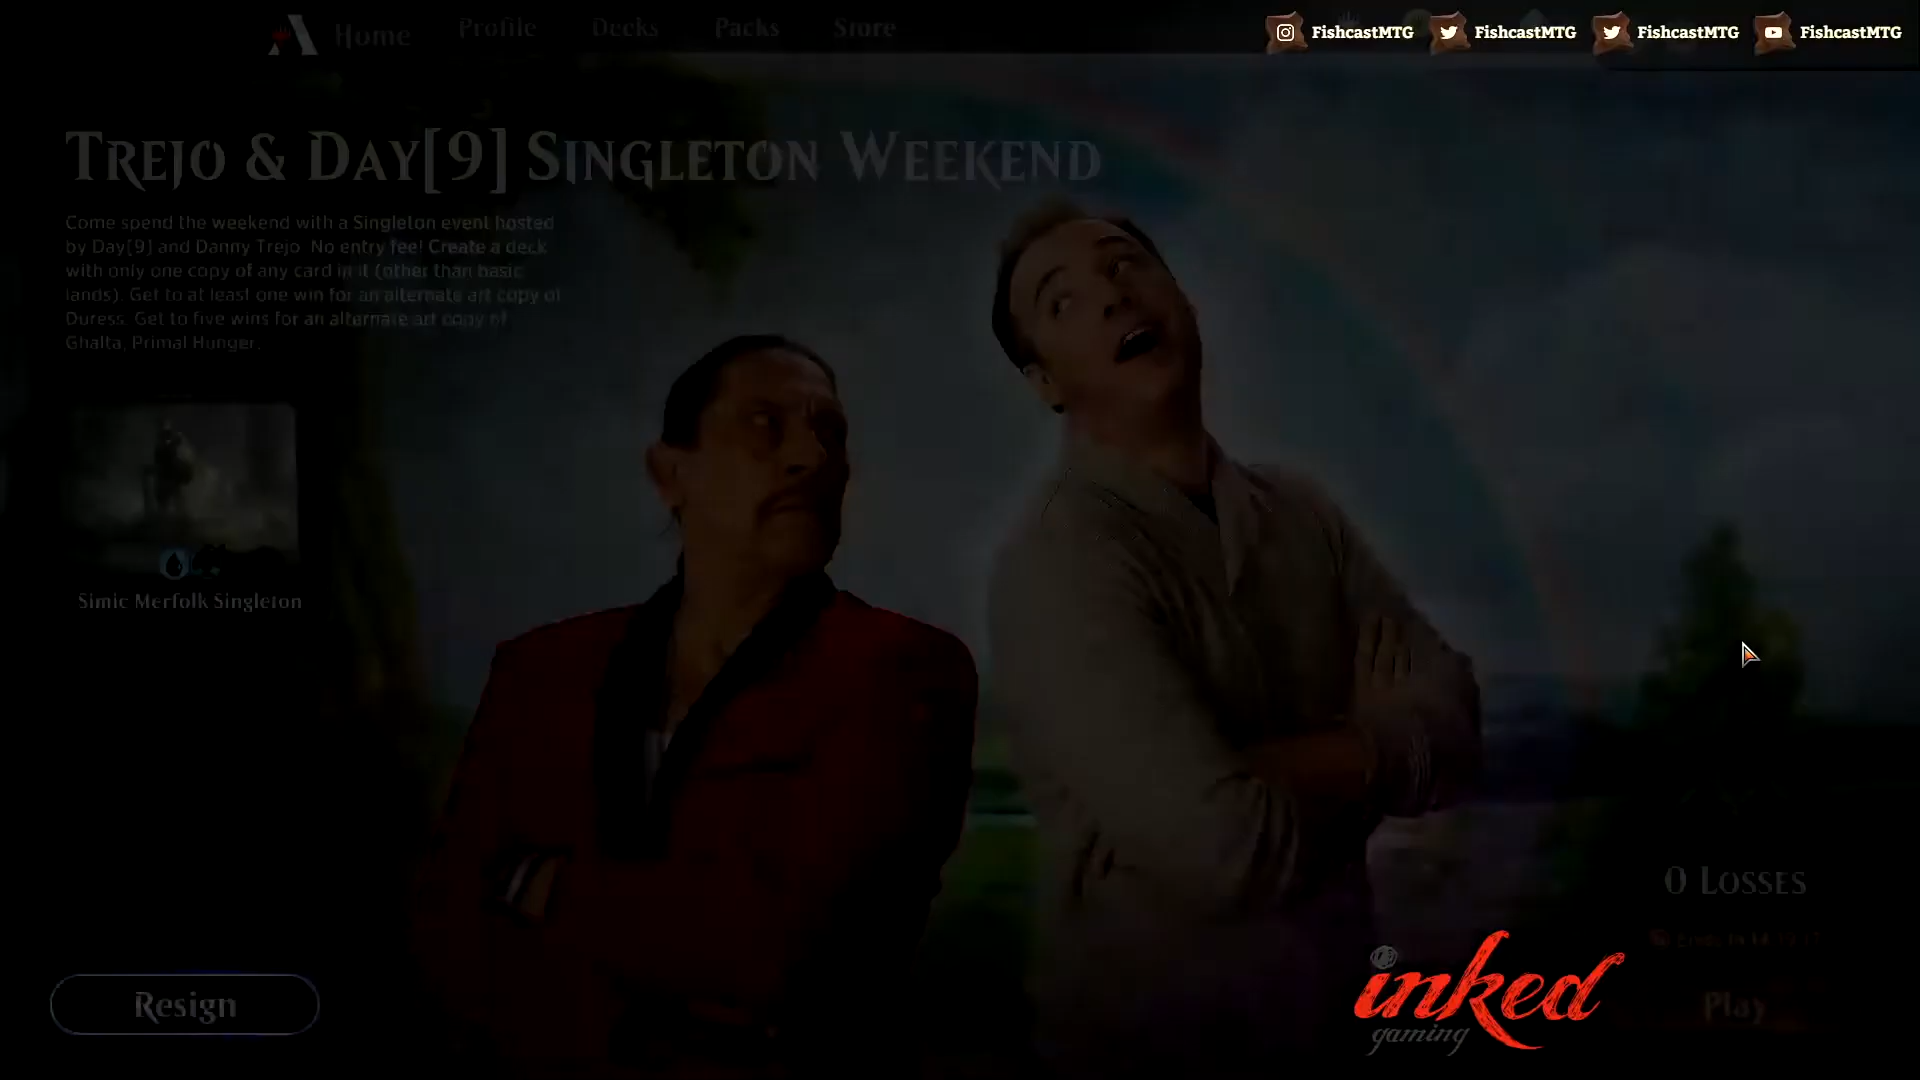 Home Profile Decks Packs Store
FishcastMTG FishcastMTG FishcastMTG FishcastMTG
Trejo & Day[9] Singleton Weekend
Come spend the weekend with a Singleton event hosted
by Day[9] and Danny Trejo. No entry fee! Create a deck
with only one copy of any card in it (other than basic
lands). Get to at least one win for an alternate art copy of
Duress. Get to five wins for an alternate art copy of
Ghalta, Primal Hunger.
Simic Merfolk Singleton
0 Losses
Resign
inked
gaming
Play